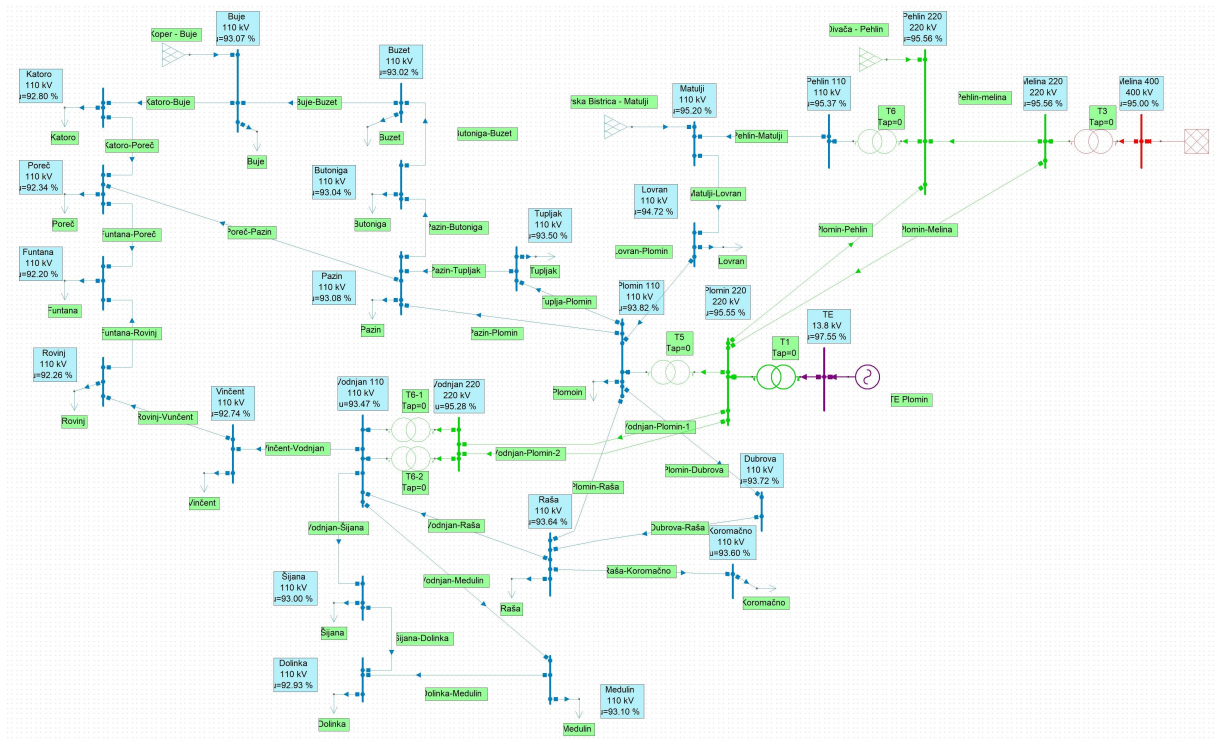 Buje
110 kV
u=93.07 %
Koper - Buje
Buzet
110 kV
u=93.02 %
Katoro
110 kV
u=92.80 %
Katoro-Buje
Buje-Buzet
Katoro
Buje
Buzet
Butoniga-Buzet
Katoro-Poreč
Poreč
110 kV
u=92.34 %
Butoniga
110 kV
u=93.04 %
Poreč
Butoniga
Funtana-Poreč
Poreč-Pazin
Pazin-Butoniga
Tupljak
110 kV
u=93.50 %
Funtana
110 kV
u=92.20 %
Pazin
110 kV
u=93.08 %
Pazin-Tupljak
Tupljak
Tuplja-Plomin
Funtana
Pazin
Pazin-Plomin
Funtana-Rovinj
Rovinj
110 kV
u=92.26 %
Rovinj
Rovinj-Vunčent
Vinčent
110 kV
u=92.74 %
Vinčent-Vodnjan
Vinčent
Vodnjan 110
110 kV
u=93.47 %
T6-1
Tap=0
T6-2
Tap=0
Vodnjan 220
220 kV
u=95.28 %
Divača - Pehlin
Pehlin 220
220 kV
u=95.56 %
Pehlin-melina
Melina 220
220 kV
u=95.56 %
T3
Tap=0
Melina 400
400 kV
u=95.00 %
rska Bistrica - Matulji
Matulji
110 kV
u=95.20 %
Pehlin 110
110 kV
u=95.37 %
T6
Tap=0
Pehlin-Matulji
Matulji-Lovran
Lovran
110 kV
u=94.72 %
Lovran-Plomin
Lovran
Plomin-Pehlin
Plomin-Melina
Plomin 110
110 kV
u=93.82 %
Plomin 220
220 kV
u=95.55 %
T5
Tap=0
T1
Tap=0
TE
13.8 kV
u=97.55 %
TE Plomin
Plomoin
Vodnjan-Plomin-1
Vodnjan-Plomin-2
Plomin-Dubrova
Dubrova
110 kV
u=93.72 %
Plomin-Raša
Raša
110 kV
u=93.64 %
Dubrova-Raša
Koromačno
110 kV
u=93.60 %
Raša-Koromačno
Koromačno
Raša
Vodnjan-Raša
Vodnjan-Šijana
Vodnjan-Medulin
Šijana
110 kV
u=93.00 %
Šijana
Šijana-Dolinka
Dolinka
110 kV
u=92.93 %
Dolinka-Medulin
Dolinka
Medulin
110 kV
u=93.10 %
Medulin